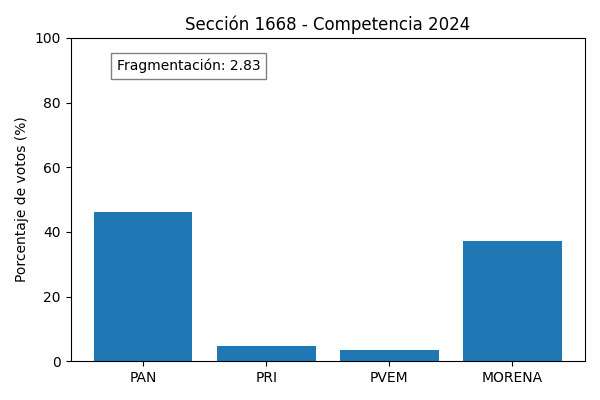 Sección 1668 - Competencia 2024
Fragmentación: 2.83
Porcentaje de votos (%)
100
80
60
40
20
0
PAN PRI PVEM MORENA